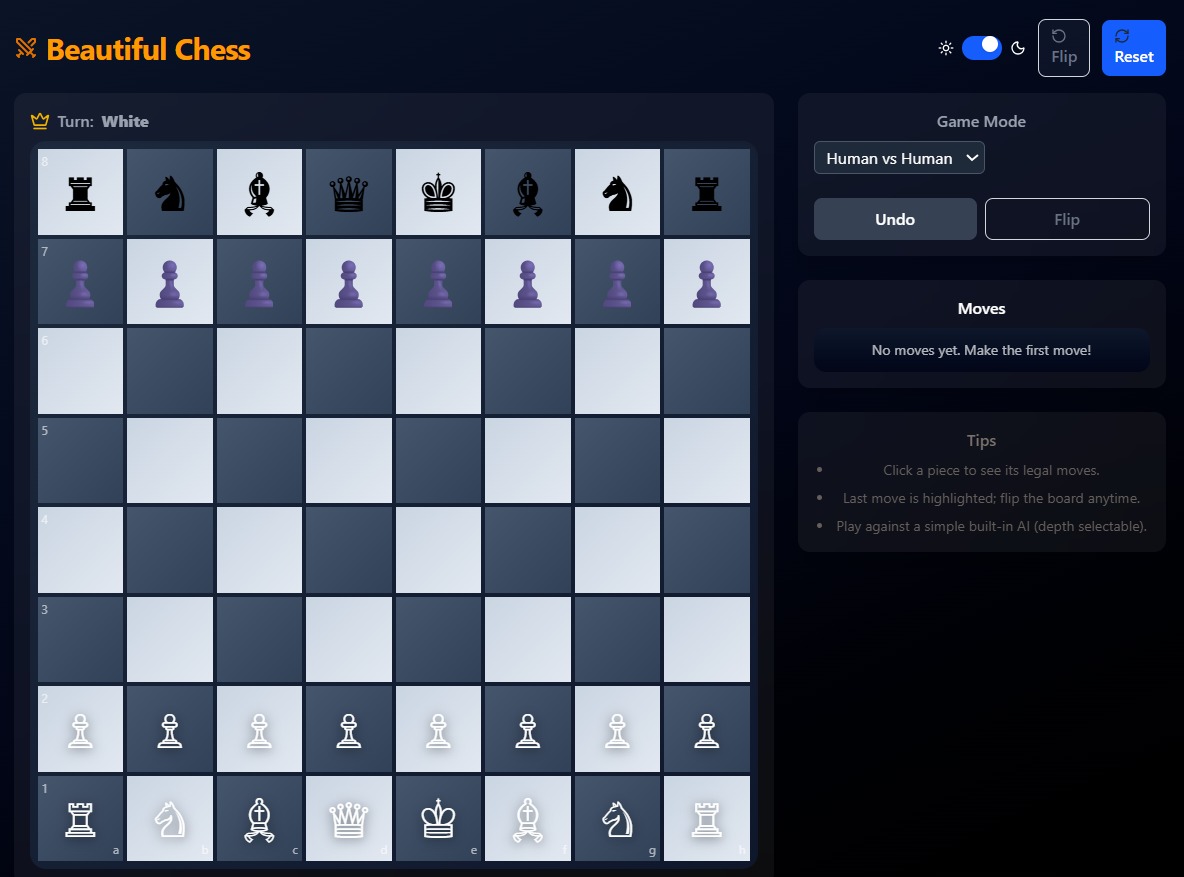 Beautiful Chess
Flip
Reset
Turn: White
8
7
6
5
4
3
2
1
a b c d e f g h
Game Mode
Human vs Human
Undo
Flip
Moves
No moves yet. Make the first move!
Tips
• Click a piece to see its legal moves.
• Last move is highlighted; flip the board anytime.
• Play against a simple built-in AI (depth selectable).